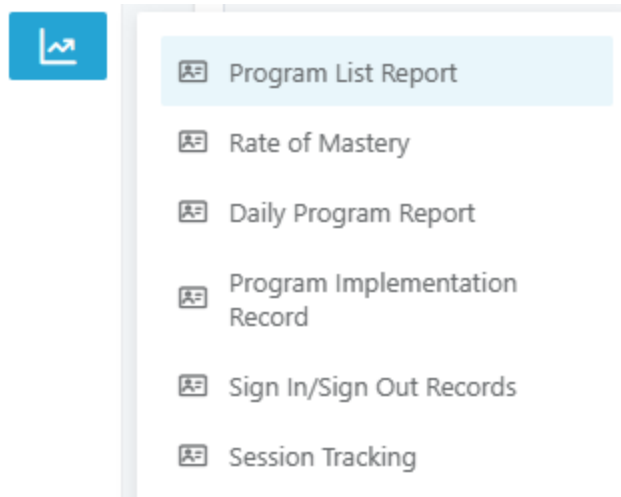 Program List Report
Rate of Mastery
Daily Program Report
Program Implementation
Record
Sign In/Sign Out Records
Session Tracking